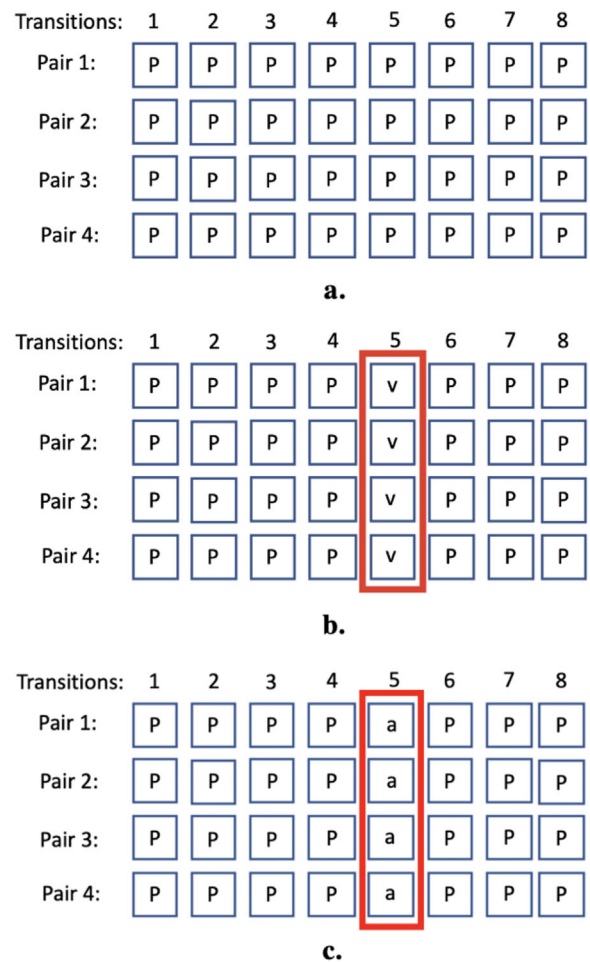 Transitions: 1 2 3 4 5 6 7 8
Pair 1: P P P P P P P P
Pair 2: P P P P P P P P
Pair 3: P P P P P P P P
Pair 4: P P P P P P P P
a.
Transitions: 1 2 3 4 5 6 7 8
Pair 1: P P P P v P P P
Pair 2: P P P P v P P P
Pair 3: P P P P v P P P
Pair 4: P P P P v P P P
b.
Transitions: 1 2 3 4 5 6 7 8
Pair 1: P P P P a P P P
Pair 2: P P P P a P P P
Pair 3: P P P P a P P P
Pair 4: P P P P a P P P
c.